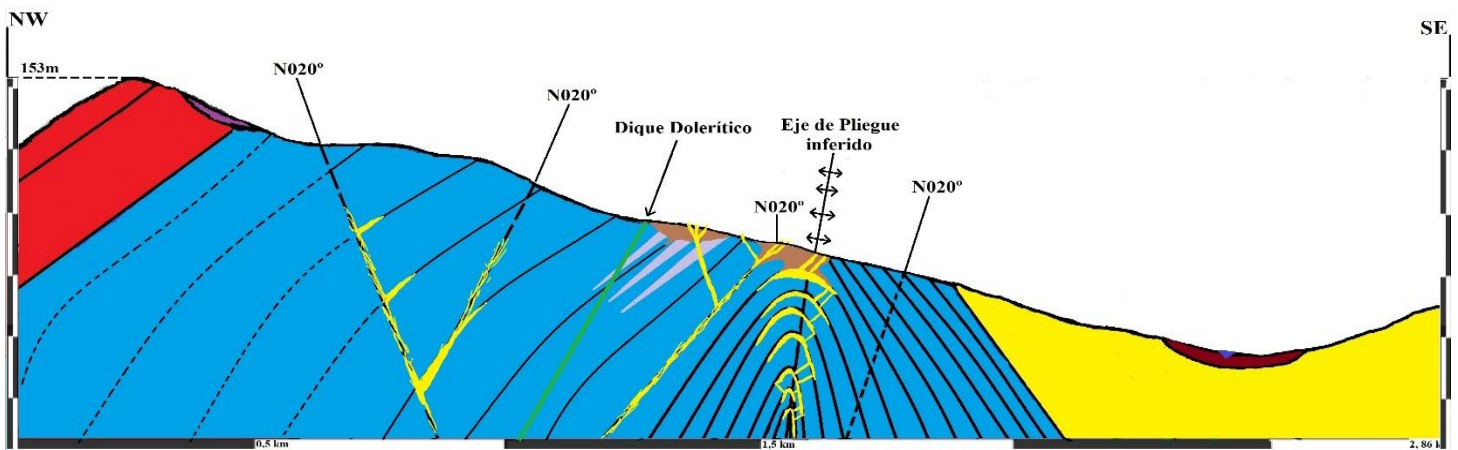 NW
SE
153m
N020º
N020º
Dique Dolerítico
Eje de Pliegue
inferido
N020º
N020º
0,5 km
1,5 km
2, 86 k